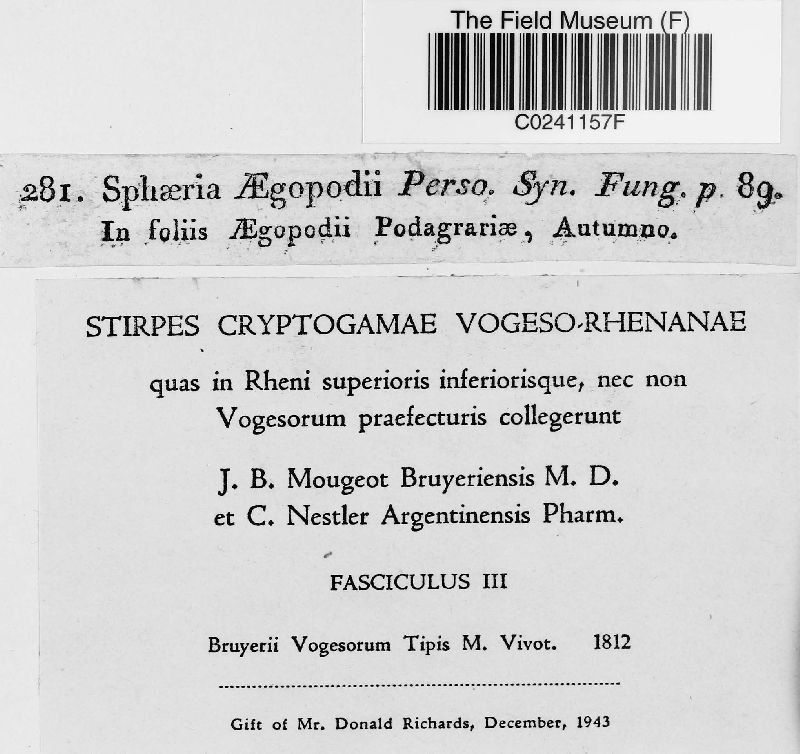 The Field Museum (F)
C0241157F
281. Sphæria Ægopodii Perso. Syn. Fung. p. 89.
In foliis Ægopodii Podagrariæ, Autumno.
STIRPES CRYPTOGAMAE VOGESO-RHENANAE
quas in Rheni superioris inferiorisque, nec non
Vogesorum praefecturis collegerunt
J. B. Mougeot Bruyeriensis M. D.
et C. Nestler Argentinensis Pharm.
FASCICULUS III
Bruyerii Vogesorum Tipis M. Vivot. 1812
Gift of Mr. Donald Richards, December, 1943